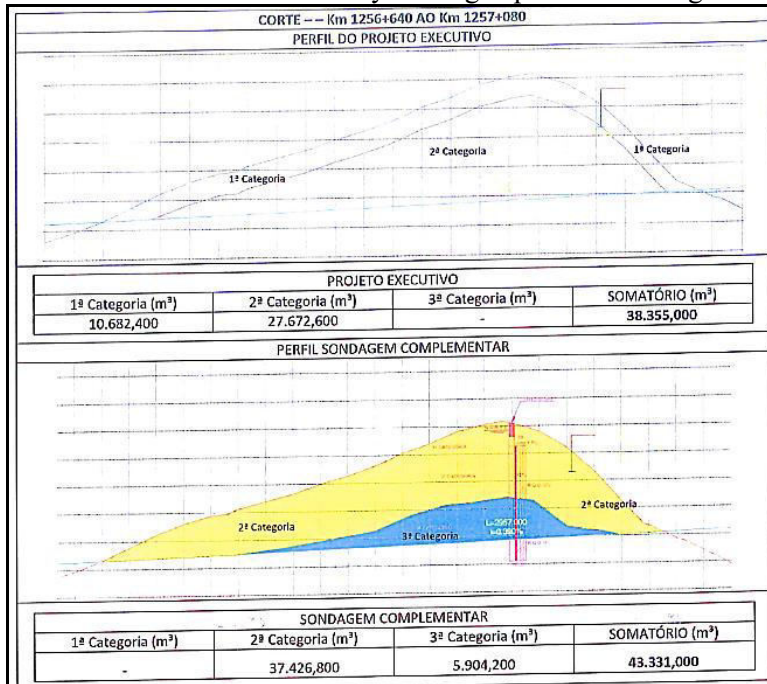 CORTE – – Km 1256+640 AO Km 1257+080
PERFIL DO PROJETO EXECUTIVO
2ª Categoria
1ª Categoria
1ª Categoria
PROJETO EXECUTIVO
1ª Categoria (m³) 2ª Categoria (m³) 3ª Categoria (m³) SOMATÓRIO (m³)
10.682,400 27.672,600 - 38.355,000
PERFIL SONDAGEM COMPLEMENTAR
2ª Categoria
2ª Categoria
3ª Categoria
SONDAGEM COMPLEMENTAR
1ª Categoria (m³) 2ª Categoria (m³) 3ª Categoria (m³) SOMATÓRIO (m³)
- 37.426,800 5.904,200 43.331,000